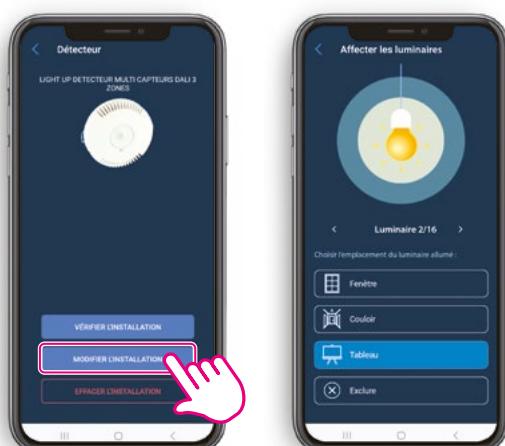 Détecteur
LIGHT UP DETECTEUR MULTI CAPTEURS DALI 3
ZONES
VÉRIFIER L'INSTALLATION
MODIFIER L'INSTALLATION
EFFACER L'INSTALLATION
Affecter les luminaires
Luminaire 2/16
Choisir l'emplacement du luminaire allumé :
Fenêtre
Couloir
Tableau
Exclure